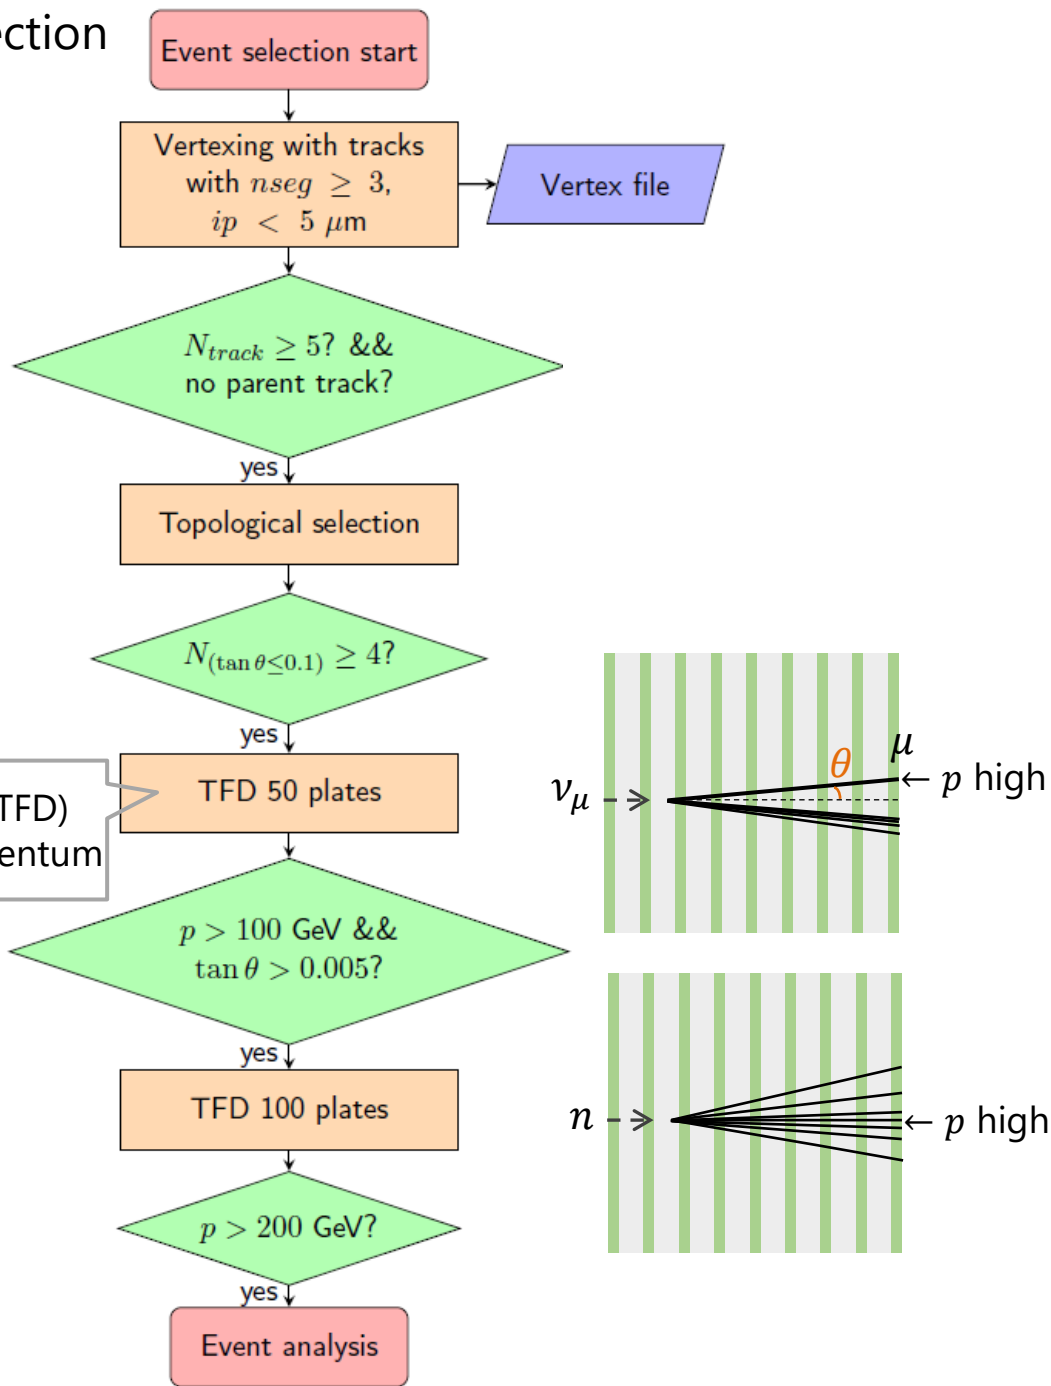 ection
Event selection start
Vertexing with tracks
with nseg ≥ 3,
ip < 5 μm
Vertex file
N_track ≥ 5? &&
no parent track?
yes
Topological selection
N_(tan θ≤0.1) ≥ 4?
yes
TFD 50 plates
TFD)
entum
p > 100 GeV &&
tan θ > 0.005?
yes
TFD 100 plates
p > 200 GeV?
yes
Event analysis
μ
θ
← p high
ν_μ
n
← p high